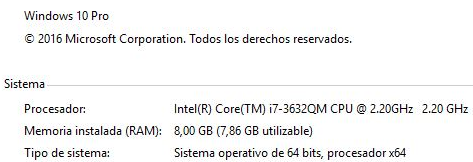 Windows 10 Pro
© 2016 Microsoft Corporation. Todos los derechos reservados.
Sistema
Procesador: Intel(R) Core(TM) i7-3632QM CPU @ 2.20GHz 2.20 GHz
Memoria instalada (RAM): 8,00 GB (7,86 GB utilizable)
Tipo de sistema: Sistema operativo de 64 bits, procesador x64